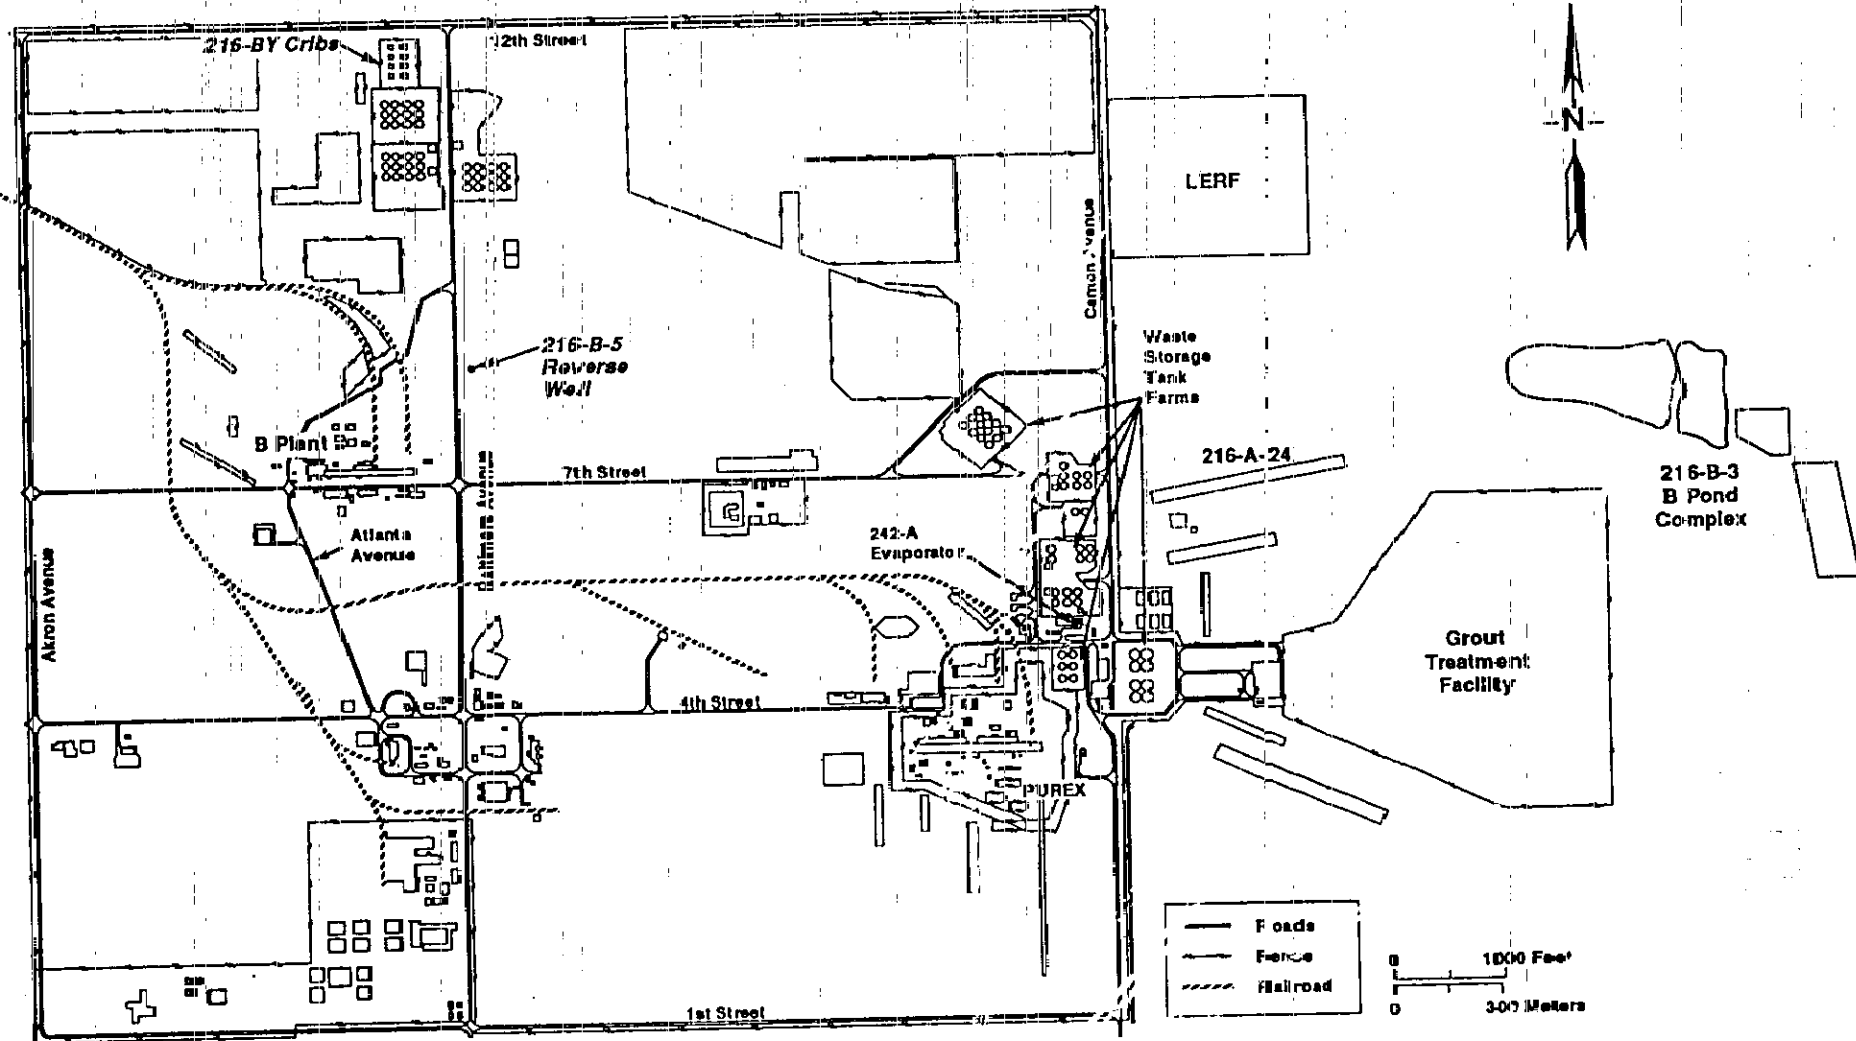 216-BY Cribs
12th Street
N
LERF
Canton Avenue
216-B-5
Reverse
Well
Waste
Storage
Tank
Farms
B Plant
7th Street
216-A-24
216-B-3
B Pond
Complex
Atlanta
Avenue
Baltimore Avenue
242-A
Evaporator
Akron Avenue
Grout
Treatment
Facility
4th Street
PUREX
Roads
Fence
Railroad
0 1000 Feet
0 300 Meters
1st Street